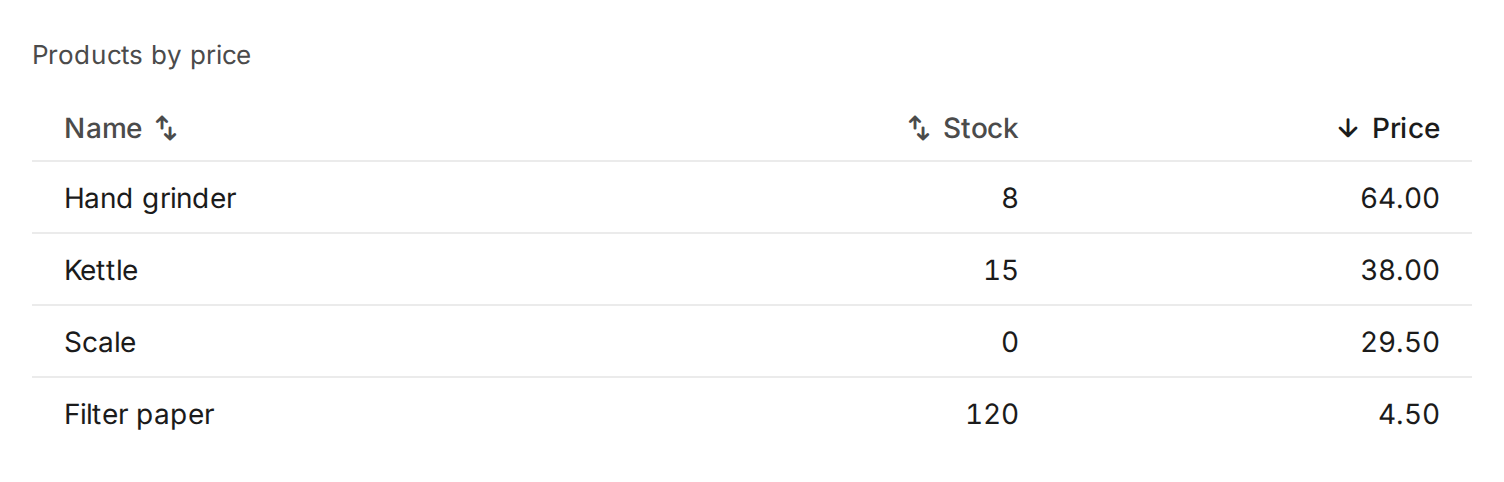 Products by price
Name Stock Price
Hand grinder 8 64.00
Kettle 15 38.00
Scale 0 29.50
Filter paper 120 4.50